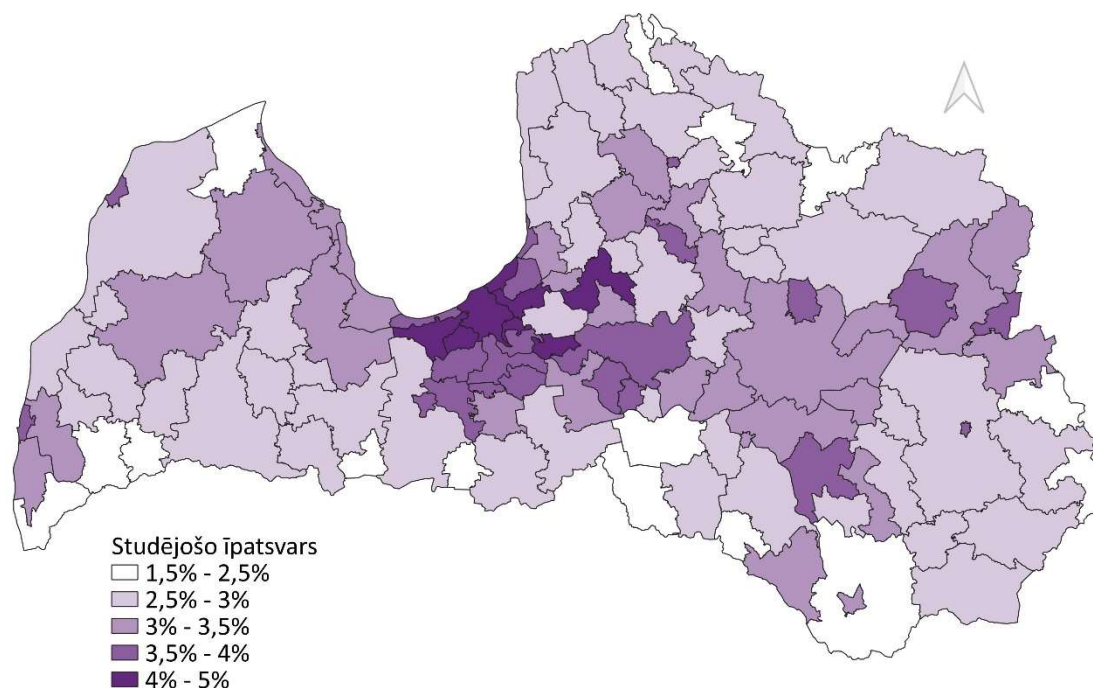 Studējošo īpatsvars
1,5% - 2,5%
2,5% - 3%
3% - 3,5%
3,5% - 4%
4% - 5%